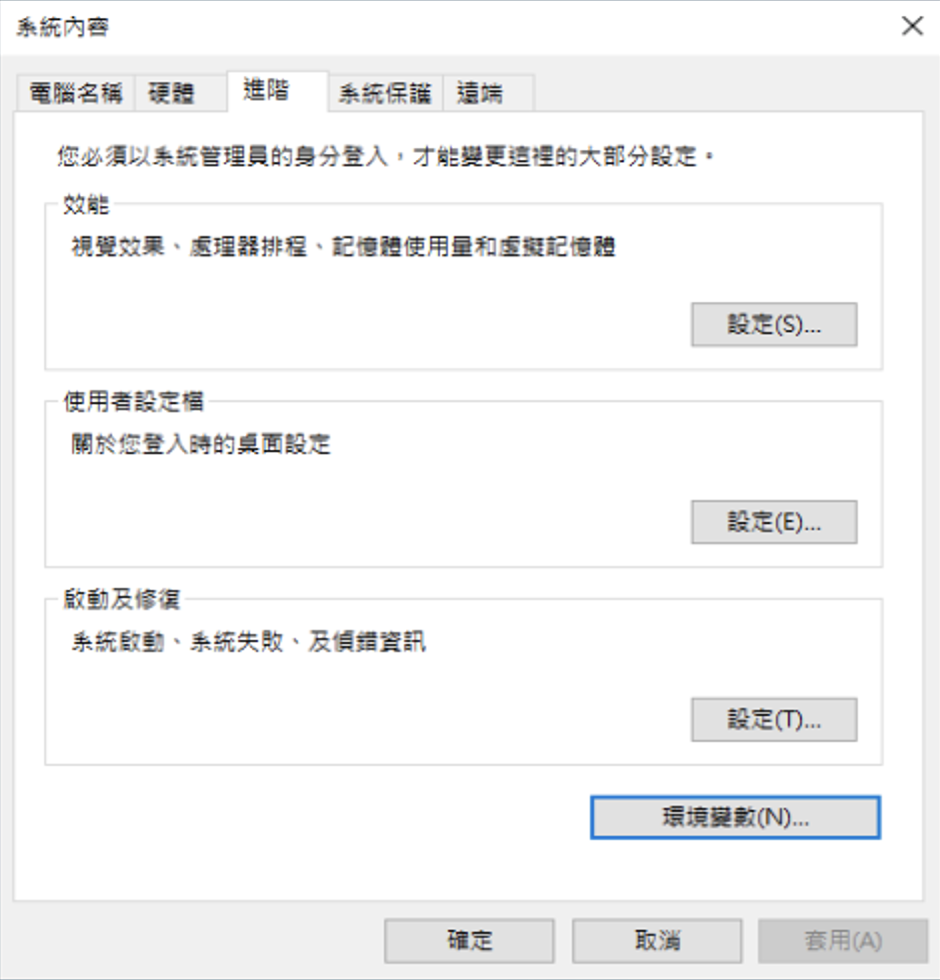 系統內容
電腦名稱 硬體 進階 系統保護 遠端
您必須以系統管理員的身分登入，才能變更這裡的大部分設定。
效能
視覺效果、處理器排程、記憶體使用量和虛擬記憶體
設定(S)...
使用者設定檔
關於您登入時的桌面設定
設定(E)...
啟動及修復
系統啟動、系統失敗、及偵錯資訊
設定(T)...
環境變數(N)...
確定 取消 套用(A)